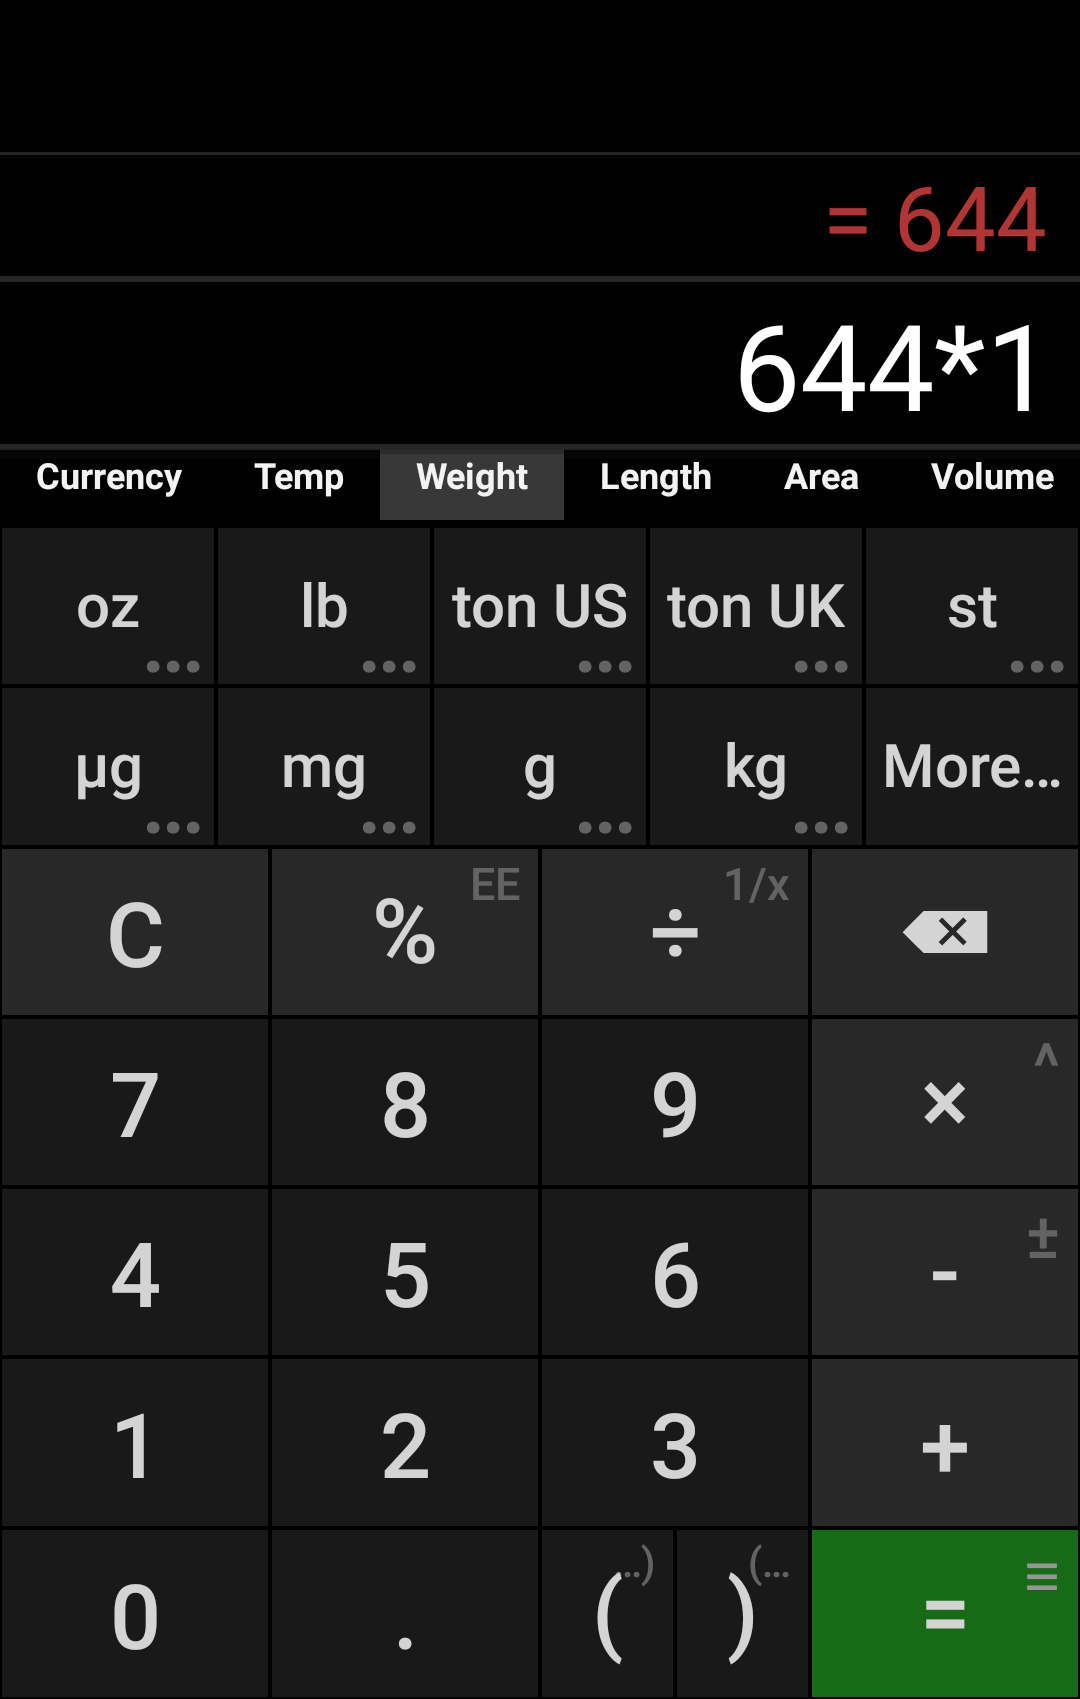 = 644
644*1
Currency Temp Weight Length Area Volume
oz lb ton US ton UK st
µg mg g kg More...
C % EE ÷ 1/x
7 8 9 × ^
4 5 6 - ±
1 2 3 +
0 . ( ..) ) (... = ≡